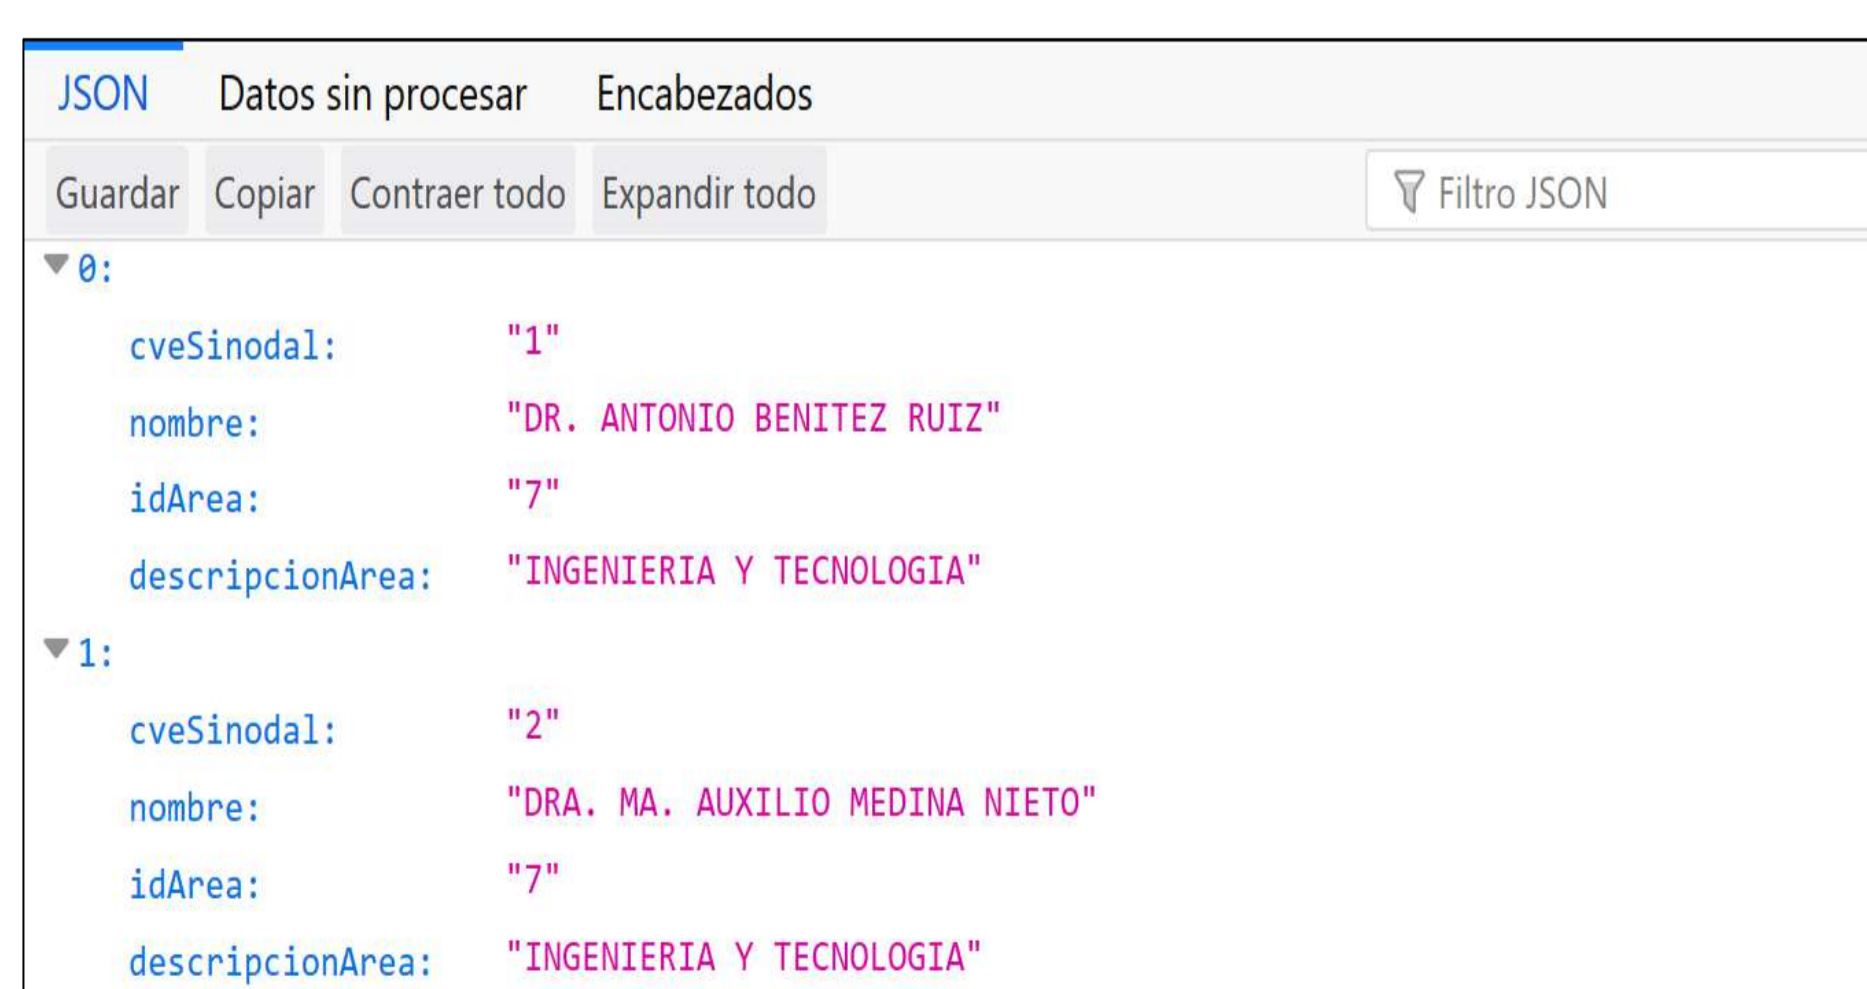 JSON Datos sin procesar Encabezados
Guardar Copiar Contraer todo Expandir todo Filtro JSON
0:
cveSinodal: "1"
nombre: "DR. ANTONIO BENITEZ RUIZ"
idArea: "7"
descripcionArea: "INGENIERIA Y TECNOLOGIA"
1:
cveSinodal: "2"
nombre: "DRA. MA. AUXILIO MEDINA NIETO"
idArea: "7"
descripcionArea: "INGENIERIA Y TECNOLOGIA"